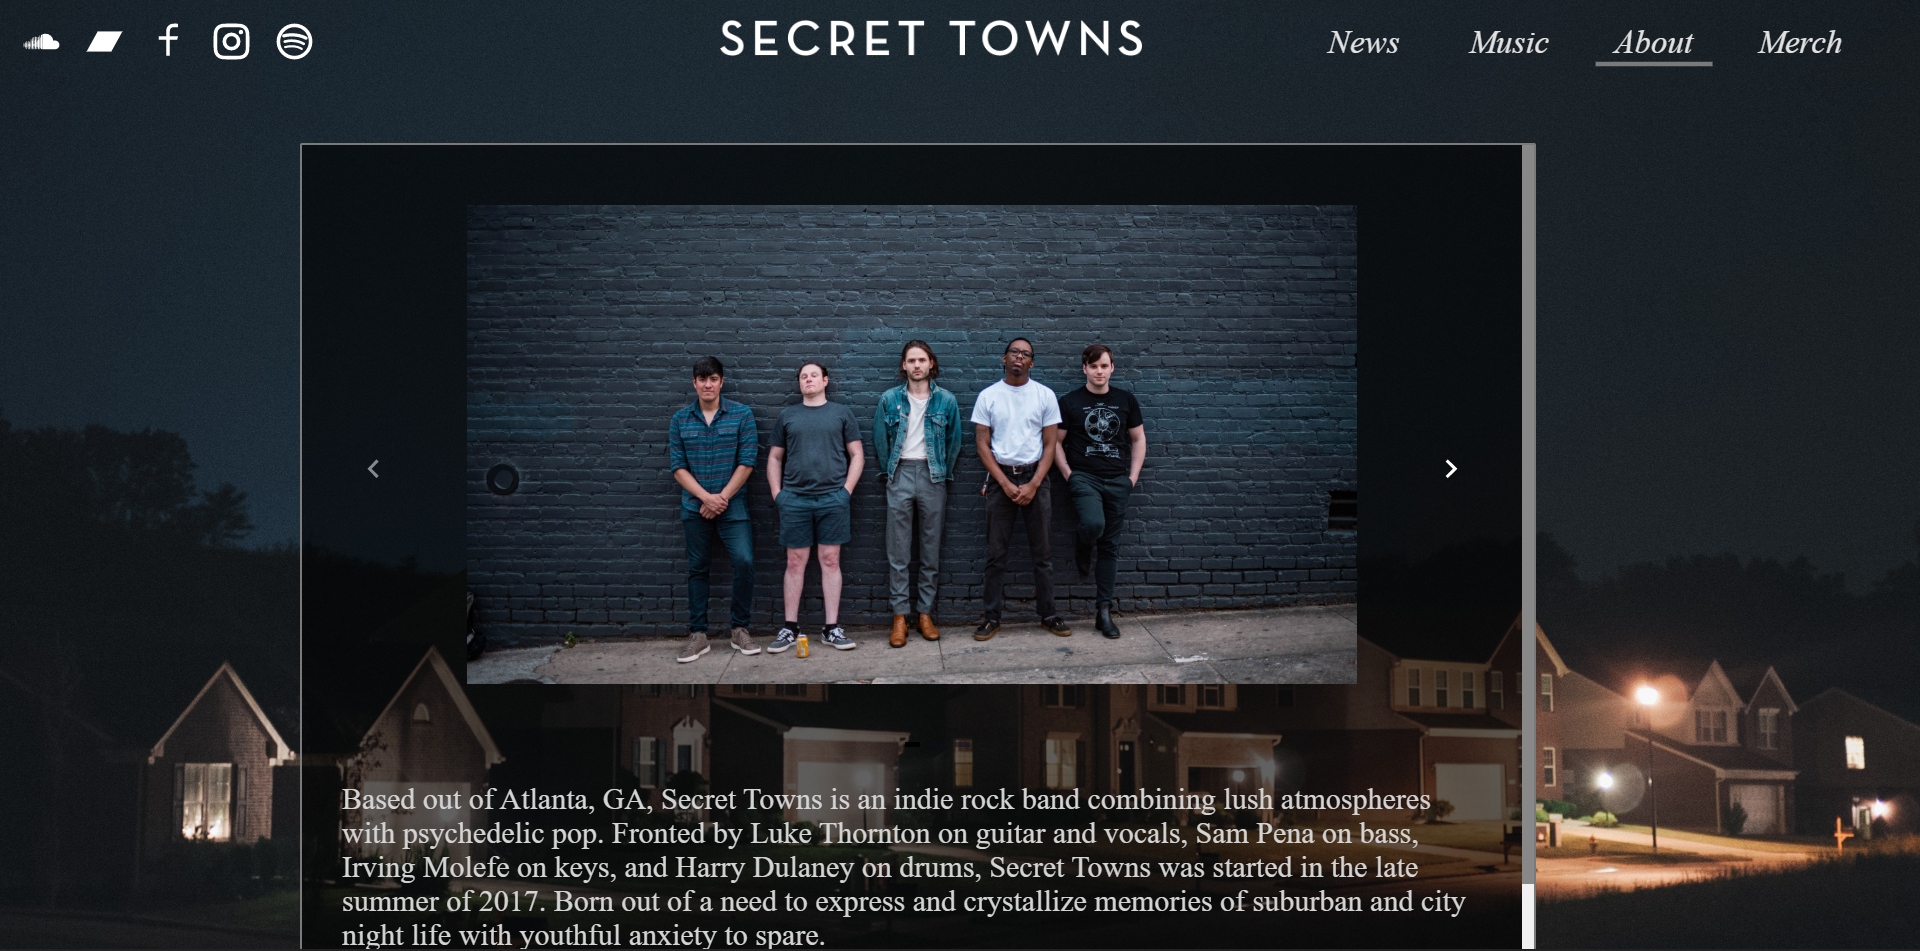 SECRET TOWNS
News
Music
About
Merch
Based out of Atlanta, GA, Secret Towns is an indie rock band combining lush atmospheres
with psychedelic pop. Fronted by Luke Thornton on guitar and vocals, Sam Pena on bass,
Irving Molefe on keys, and Harry Dulaney on drums, Secret Towns was started in the late
summer of 2017. Born out of a need to express and crystallize memories of suburban and city
night life with youthful anxiety to spare.